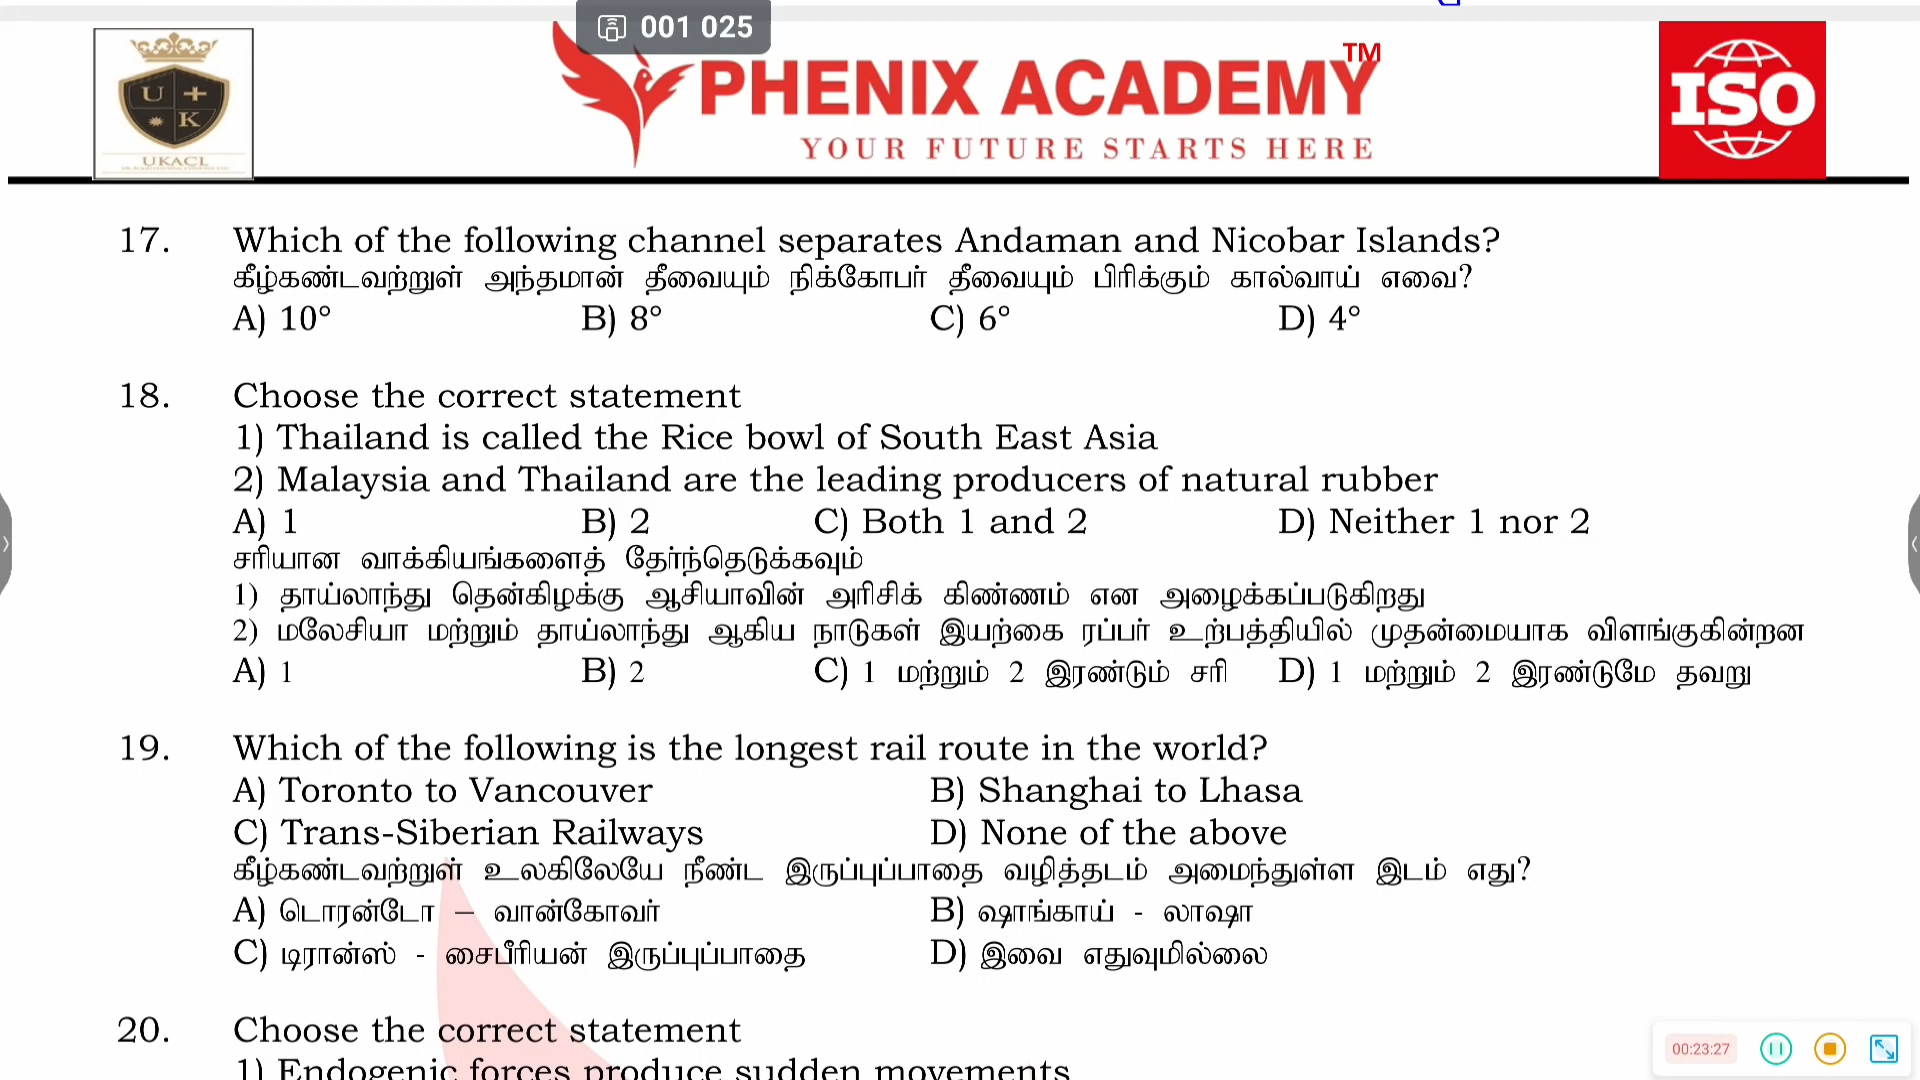 001 025
U + K
UKACL
PHENIX ACADEMY TM
YOUR FUTURE STARTS HERE
ISO
17. Which of the following channel separates Andaman and Nicobar Islands?
கீழ்கண்டவற்றுள் அந்தமான் தீவையும் நிக்கோபர் தீவையும் பிரிக்கும் கால்வாய் எவை?
A) 10° B) 8° C) 6° D) 4°
18. Choose the correct statement
1) Thailand is called the Rice bowl of South East Asia
2) Malaysia and Thailand are the leading producers of natural rubber
A) 1 B) 2 C) Both 1 and 2 D) Neither 1 nor 2
சரியான வாக்கியங்களைத் தேர்ந்தெடுக்கவும்
1) தாய்லாந்து தென்கிழக்கு ஆசியாவின் அரிசிக் கிண்ணம் என அழைக்கப்படுகிறது
2) மலேசியா மற்றும் தாய்லாந்து ஆகிய நாடுகள் இயற்கை ரப்பர் உற்பத்தியில் முதன்மையாக விளங்குகின்றன
A) 1 B) 2 C) 1 மற்றும் 2 இரண்டும் சரி D) 1 மற்றும் 2 இரண்டுமே தவறு
19. Which of the following is the longest rail route in the world?
A) Toronto to Vancouver B) Shanghai to Lhasa
C) Trans-Siberian Railways D) None of the above
கீழ்கண்டவற்றுள் உலகிலேயே நீண்ட இருப்புப்பாதை வழித்தடம் அமைந்துள்ள இடம் எது?
A) டொரன்டோ – வான்கோவர் B) ஷாங்காய் - லாஷா
C) டிரான்ஸ் - சைபீரியன் இருப்புப்பாதை D) இவை எதுவுமில்லை
20. Choose the correct statement
1) Endogenic forces produce sudden movements
00:23:27